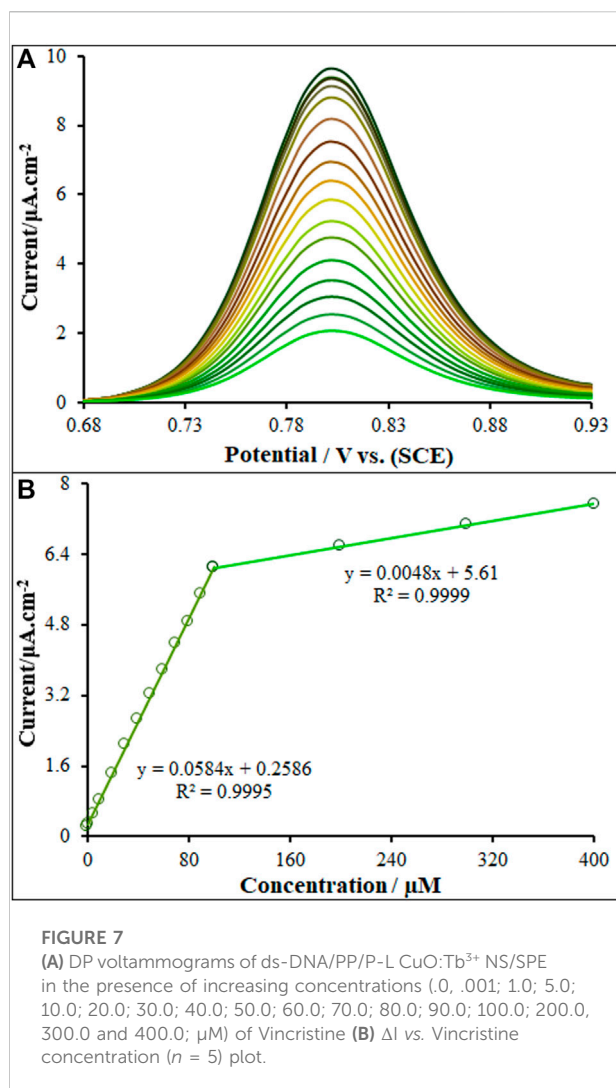 A
10
8
6
4
2
0
Current/µA.cm-2
0.68 0.73 0.78 0.83 0.88 0.93
Potential / V vs. (SCE)
B
8
6.4
4.8
3.2
1.6
0
Current/µA.cm-2
y = 0.0048x + 5.61
R² = 0.9999
y = 0.0584x + 0.2586
R² = 0.9995
0 80 160 240 320 400
Concentration / µM
FIGURE 7
(A) DP voltammograms of ds-DNA/PP/P-L CuO:Tb³⁺ NS/SPE
in the presence of increasing concentrations (.0, .001; 1.0; 5.0;
10.0; 20.0; 30.0; 40.0; 50.0; 60.0; 70.0; 80.0; 90.0; 100.0; 200.0,
300.0 and 400.0; µM) of Vincristine (B) ΔI vs. Vincristine
concentration (n = 5) plot.